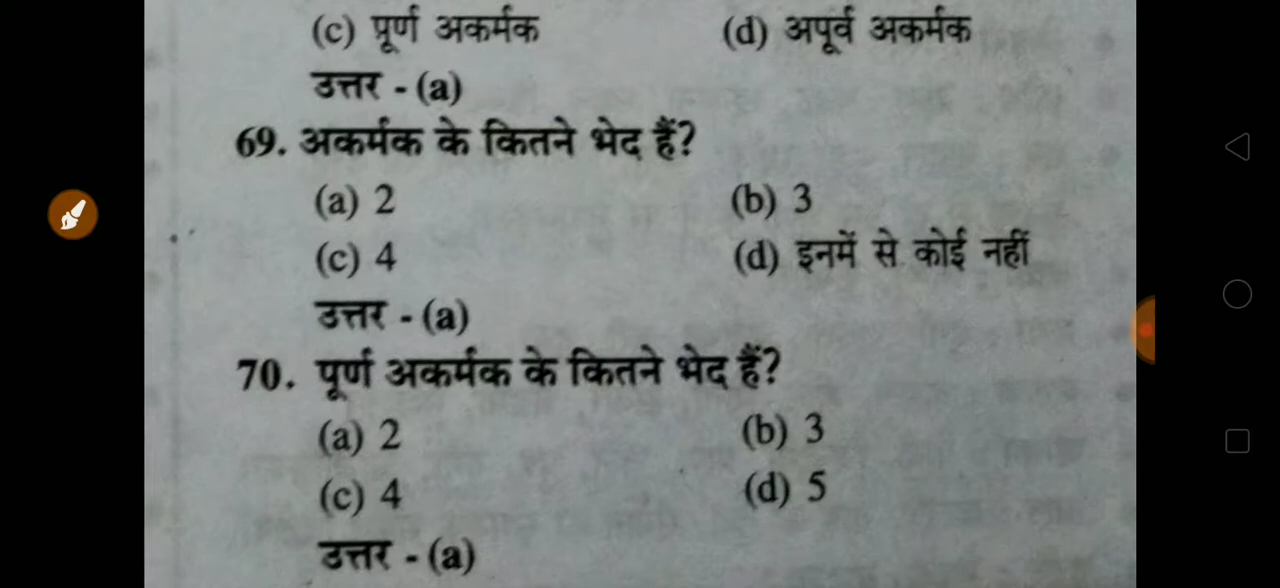 (c) पूर्ण अकर्मक (d) अपूर्व अकर्मक
उत्तर - (a)
69. अकर्मक के कितने भेद हैं?
(a) 2 (b) 3
(c) 4 (d) इनमें से कोई नहीं
उत्तर - (a)
70. पूर्ण अकर्मक के कितने भेद हैं?
(a) 2 (b) 3
(c) 4 (d) 5
उत्तर - (a)